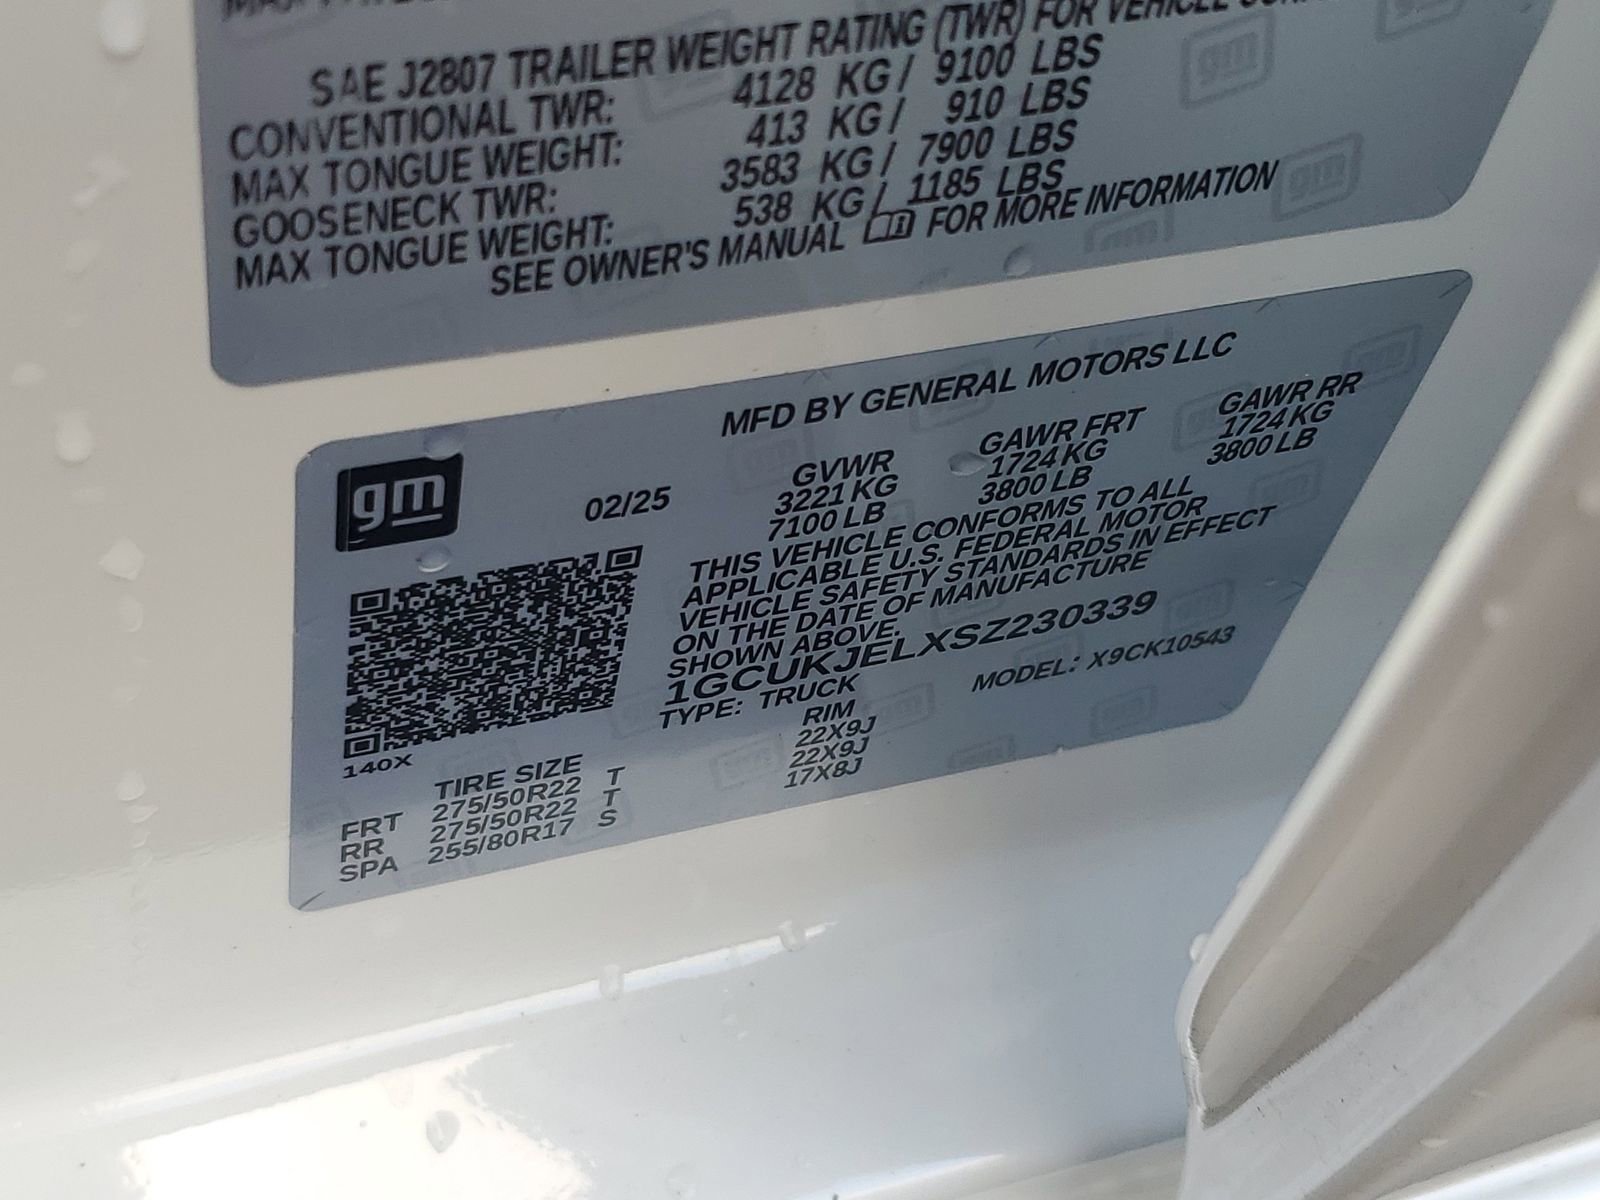 SAE J2807 TRAILER WEIGHT RATING (TWR) FOR VEHICLE
CONVENTIONAL TWR: 4128 KG / 9100 LBS
MAX TONGUE WEIGHT: 413 KG / 910 LBS
GOOSENECK TWR: 3583 KG / 7900 LBS
MAX TONGUE WEIGHT: 538 KG / 1185 LBS
SEE OWNER'S MANUAL FOR MORE INFORMATION
MFD BY GENERAL MOTORS LLC
gm 02/25
GVWR GAWR FRT GAWR RR
3221 KG 1724 KG 1724 KG
7100 LB 3800 LB 3800 LB
THIS VEHICLE CONFORMS TO ALL
APPLICABLE U.S. FEDERAL MOTOR
VEHICLE SAFETY STANDARDS IN EFFECT
ON THE DATE OF MANUFACTURE
SHOWN ABOVE.
1GCUKJELXSZ230339
TYPE: TRUCK MODEL: X9CK10543
140X
TIRE SIZE RIM
FRT 275/50R22 T 22X9J
RR 275/50R22 T 22X9J
SPA 255/80R17 S 17X8J